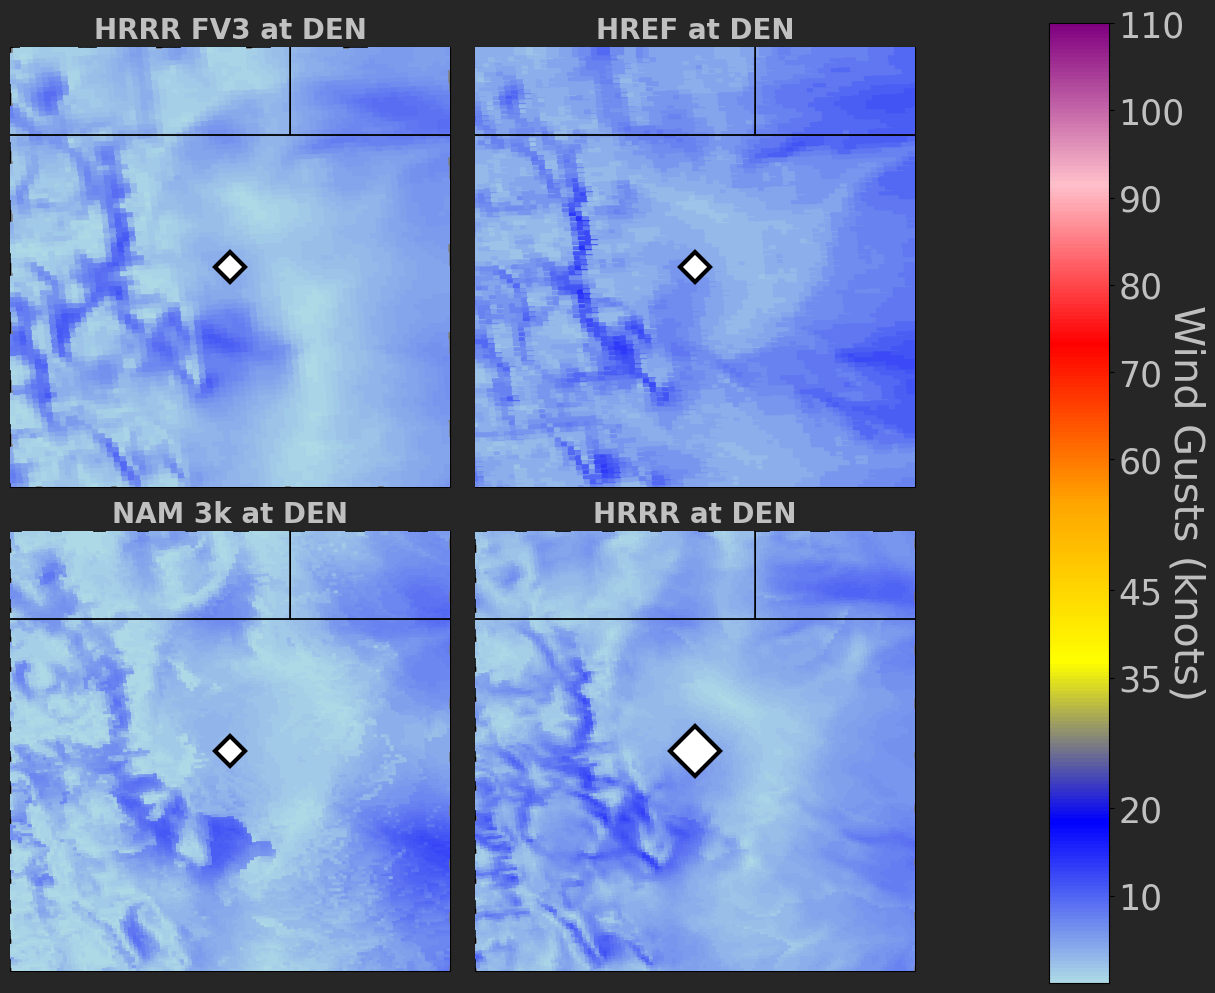 HRRR FV3 at DEN
HREF at DEN
NAM 3k at DEN
HRRR at DEN
110
100
90
80
70
60
45
35
20
10
Wind Gusts (knots)